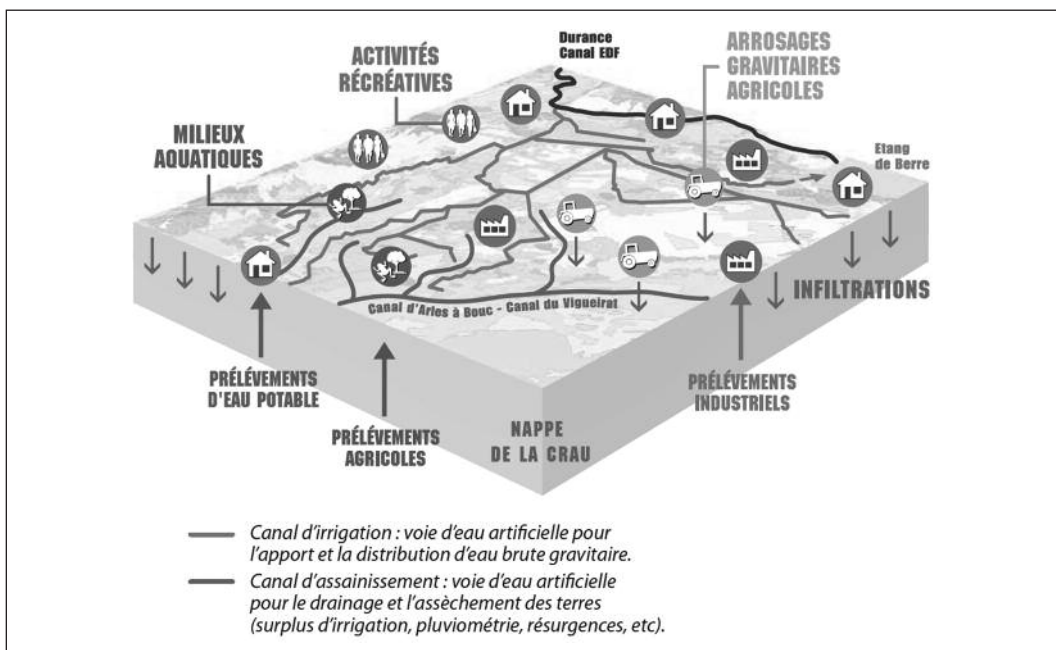 Durance
Canal EDF
ACTIVITÉS
RÉCRÉATIVES
ARROSAGES
GRAVITAIRES
AGRICOLES
MILIEUX
AQUATIQUES
Etang
de Berre
INFILTRATIONS
Canal d'Arles à Bouc - Canal du Vigueirat
PRÉLÉVEMENTS
D'EAU POTABLE
PRÉLÉVEMENTS
AGRICOLES
PRÉLÉVEMENTS
INDUSTRIELS
NAPPE
DE LA CRAU
Canal d'irrigation : voie d'eau artificielle pour
l'apport et la distribution d'eau brute gravitaire.
Canal d'assainissement : voie d'eau artificielle
pour le drainage et l'assèchement des terres
(surplus d'irrigation, pluviométrie, résurgences, etc).